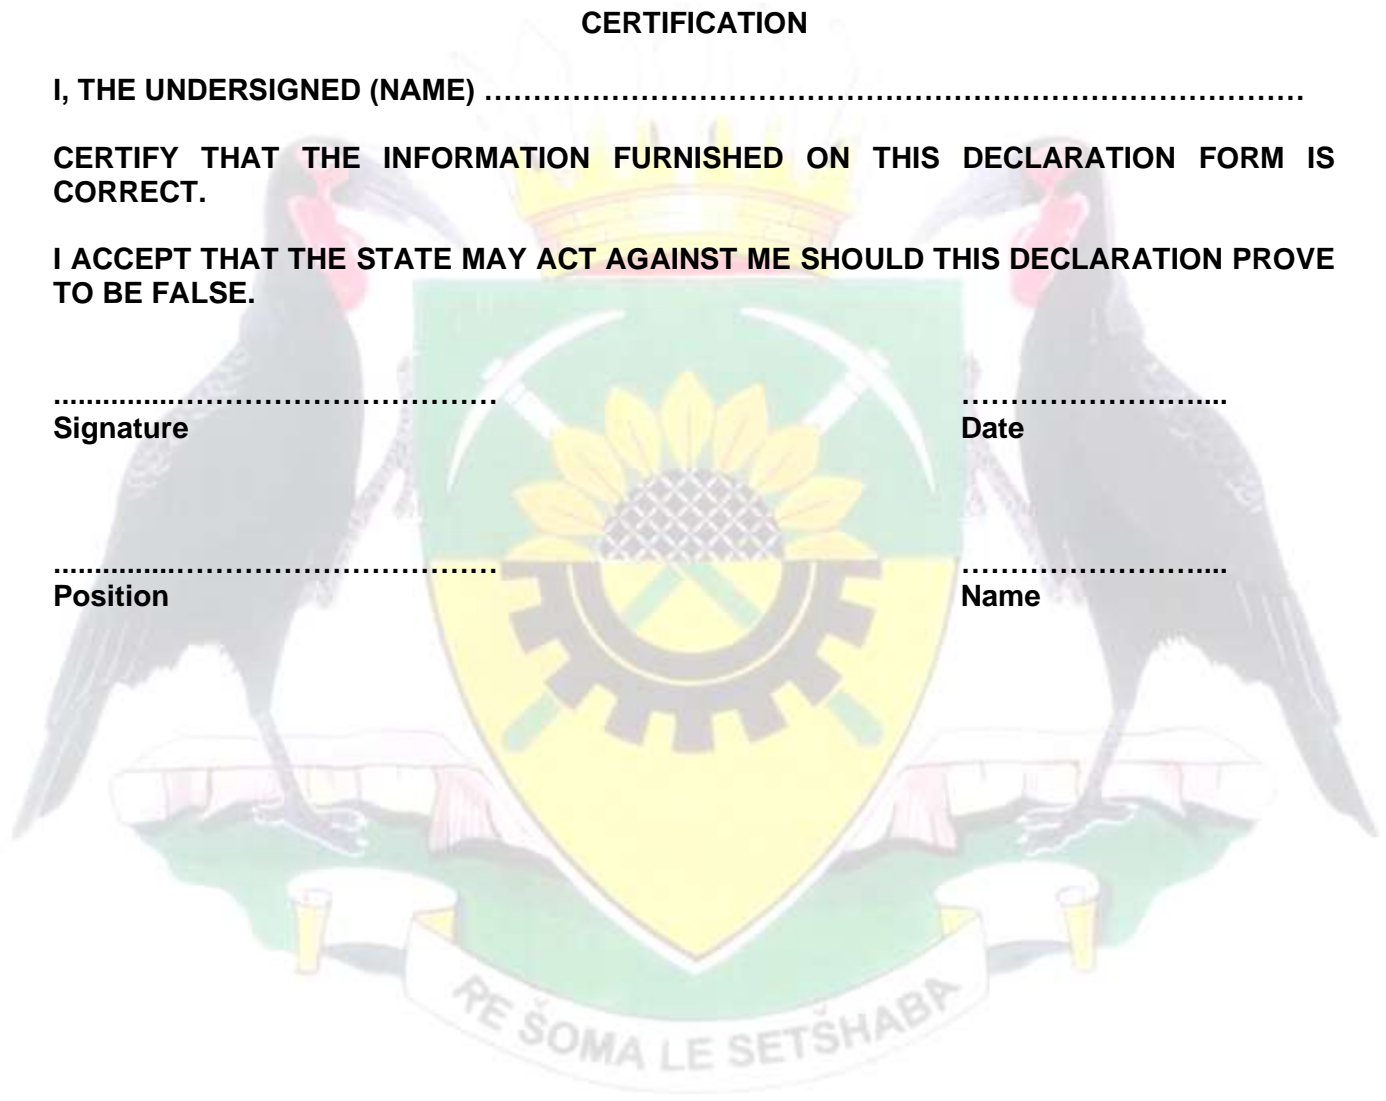 CERTIFICATION
I, THE UNDERSIGNED (NAME) ……………………………………………………………………………
CERTIFY THAT THE INFORMATION FURNISHED ON THIS DECLARATION FORM IS
CORRECT.
I ACCEPT THAT THE STATE MAY ACT AGAINST ME SHOULD THIS DECLARATION PROVE
TO BE FALSE.
...............…………………………… ……………………....
Signature Date
...............…………………………… ……………………....
Position Name
RE ŠOMA LE SETŠHABA